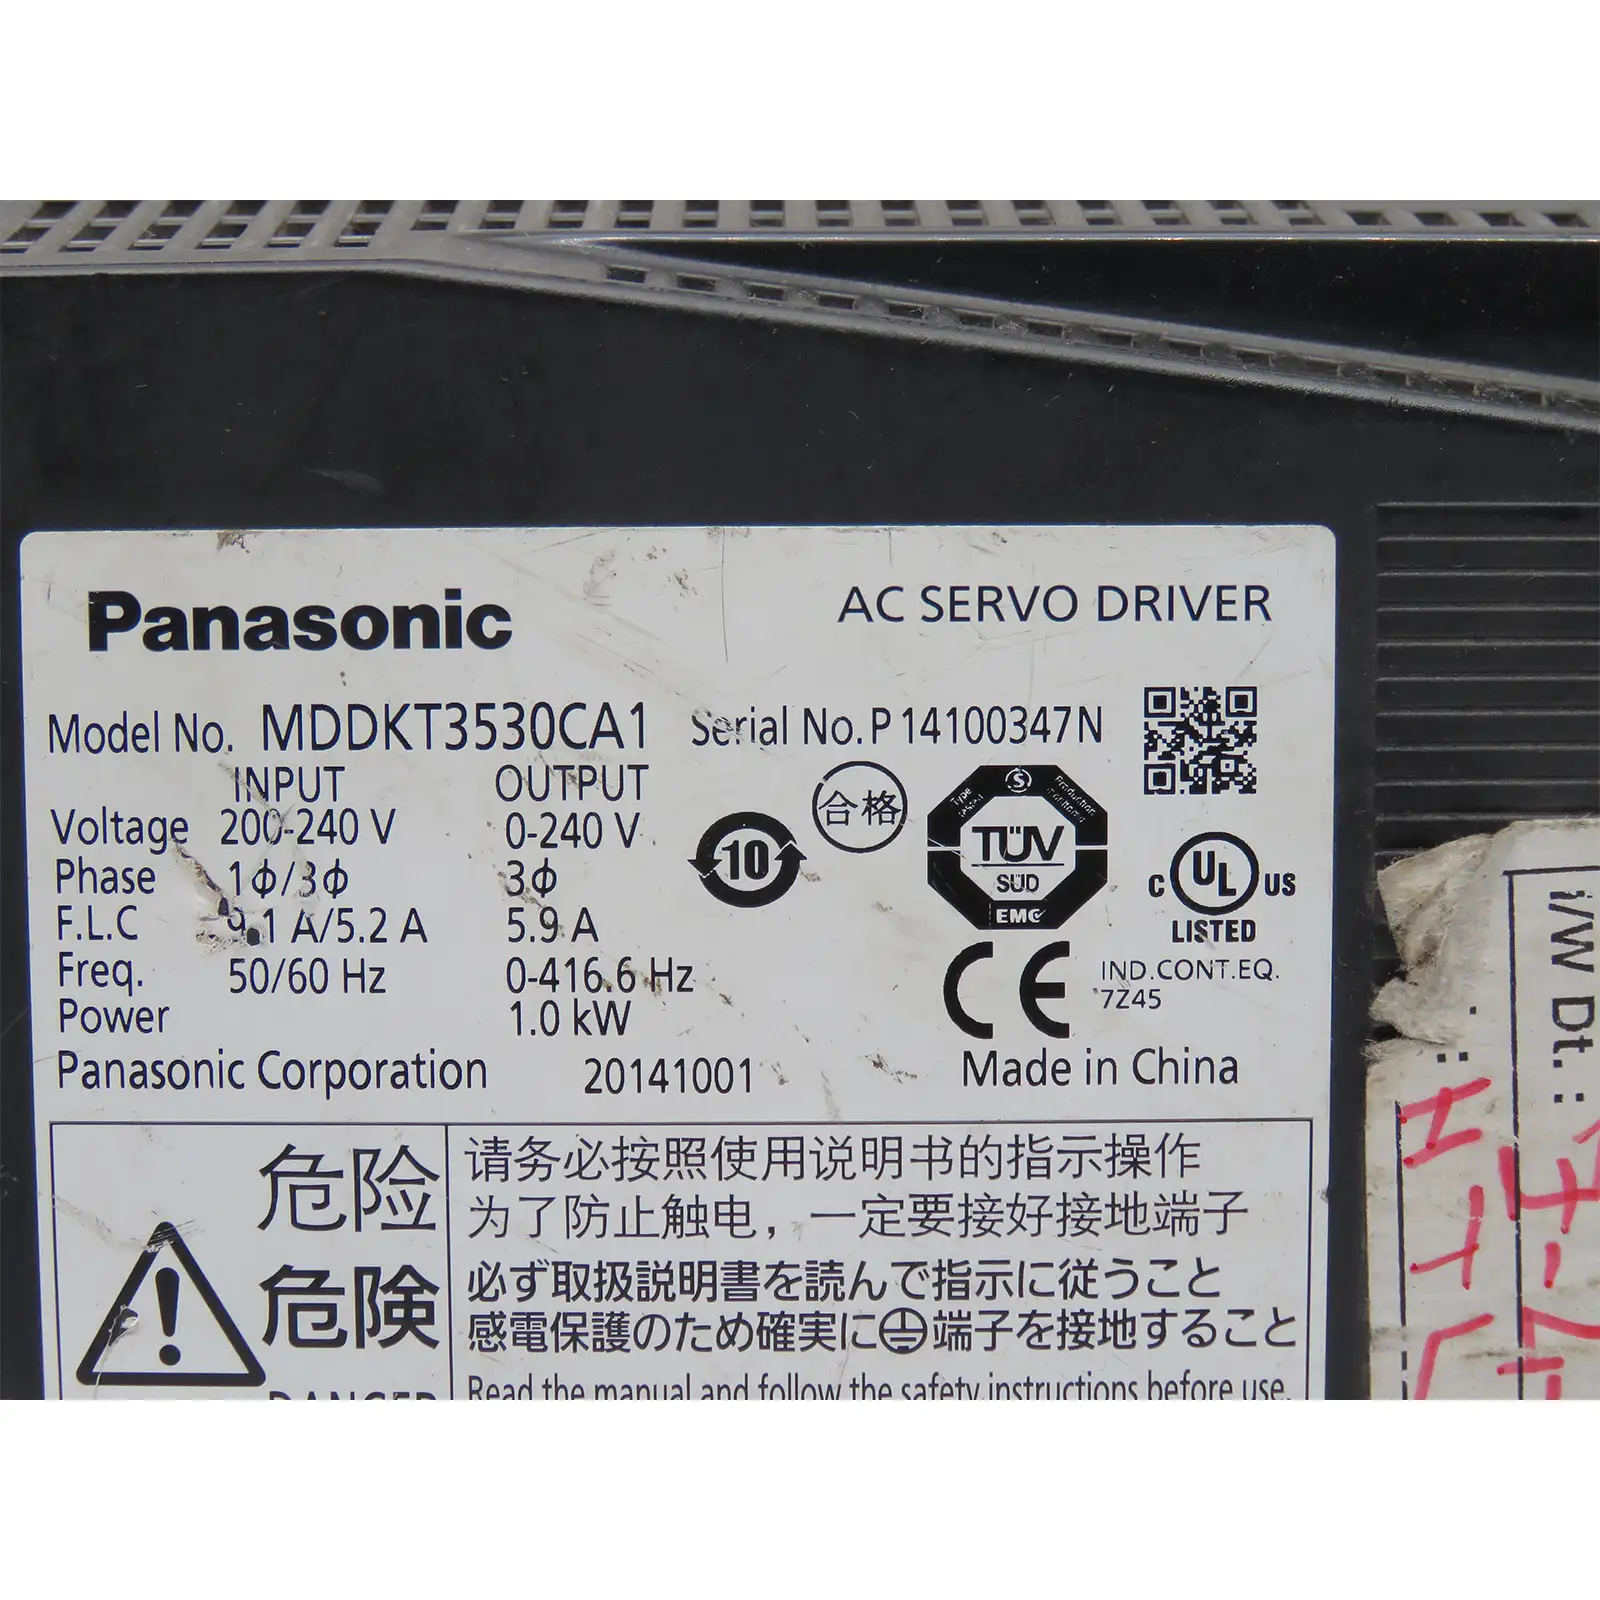 Panasonic
AC SERVO DRIVER
Model No. MDDKT3530CA1 Serial No. P14100347N
INPUT OUTPUT
Voltage 200-240 V 0-240 V
Phase 1ϕ/3ϕ 3ϕ
F.L.C 9.1 A/5.2 A 5.9 A
Freq. 50/60 Hz 0-416.6 Hz
Power 1.0 kW
Panasonic Corporation 20141001 Made in China
10
合格
Type tested
Production monitored
TÜV
SÜD
EMC
C UL US
LISTED
CE
IND.CONT.EQ.
7Z45
危险
危険
DANGER
请务必按照使用说明书的指示操作
为了防止触电，一定要接好接地端子
必ず取扱説明書を読んで指示に従うこと
感電保護のため確実に⏚端子を接地すること
Read the manual and follow the safety instructions before use.
i/W Dt. :